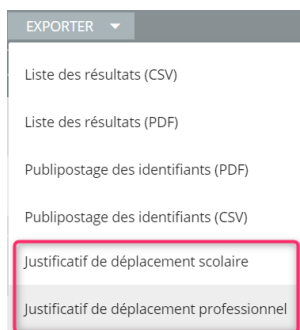 EXPORTER
Liste des résultats (CSV)
Liste des résultats (PDF)
Publipostage des identifiants (PDF)
Publipostage des identifiants (CSV)
Justificatif de déplacement scolaire
Justificatif de déplacement professionnel